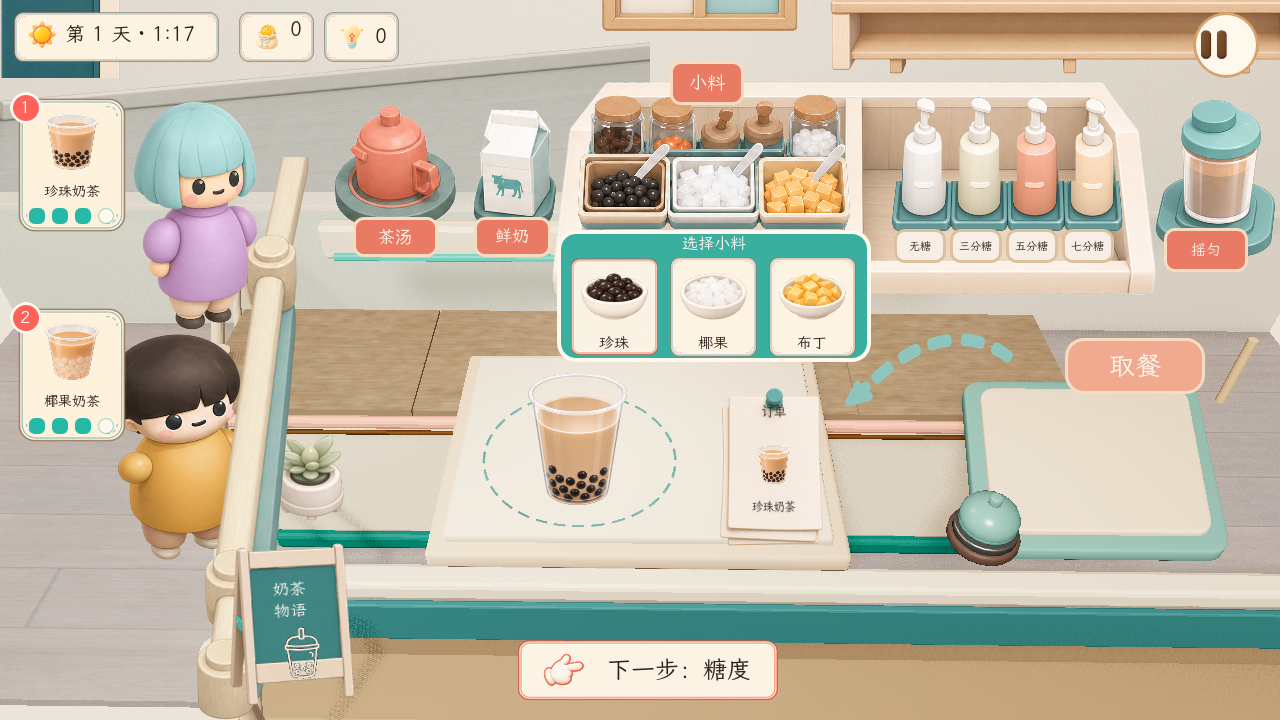 第 1 天·1:17
0
0
小料
1
珍珠奶茶
2
椰果奶茶
茶汤
鲜奶
选择小料
珍珠
椰果
布丁
无糖
三分糖
五分糖
七分糖
摇匀
取餐
订单
珍珠奶茶
奶茶
物语
下一步：糖度